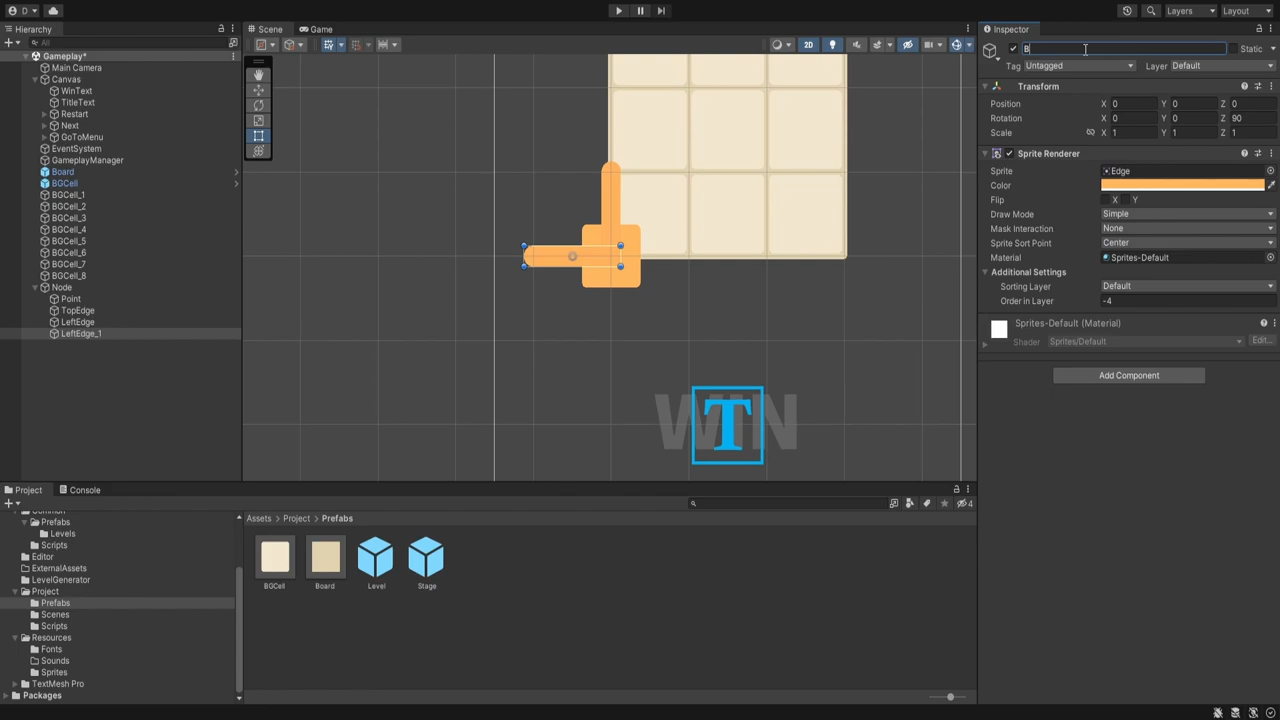 D
Layers
Layout
Hierarchy
All
Gameplay*
Main Camera
Canvas
WinText
TitleText
Restart
Next
GoToMenu
EventSystem
GameplayManager
Board
BGCell
BGCell_1
BGCell_2
BGCell_3
BGCell_4
BGCell_5
BGCell_6
BGCell_7
BGCell_8
Node
Point
TopEdge
LeftEdge
LeftEdge_1
Scene
Game
2D
WIN
T
Inspector
B
Static
Tag Untagged Layer Default
Transform
Position X 0 Y 0 Z 0
Rotation X 0 Y 0 Z 90
Scale X 1 Y 1 Z 1
Sprite Renderer
Sprite Edge
Color
Flip X Y
Draw Mode Simple
Mask Interaction None
Sprite Sort Point Center
Material Sprites-Default
Additional Settings
Sorting Layer Default
Order in Layer -4
Sprites-Default (Material)
Shader Sprites/Default Edit...
Add Component
Project
Console
4
Prefabs
Levels
Scripts
Editor
ExternalAssets
LevelGenerator
Project
Prefabs
Scenes
Scripts
Resources
Fonts
Sounds
Sprites
TextMesh Pro
Packages
Assets > Project > Prefabs
BGCell
Board
Level
Stage